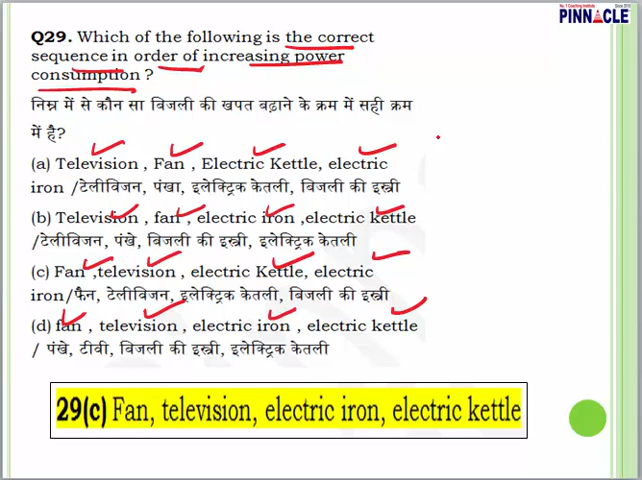 No. 1 Coaching Institute Since 2010
PINNACLE
Q29. Which of the following is the correct
sequence in order of increasing power
consumption ?
निम्न में से कौन सा बिजली की खपत बढ़ाने के क्रम में सही क्रम
में है?
(a) Television , Fan , Electric Kettle, electric
iron /टेलीविजन, पंखा, इलेक्ट्रिक केतली, बिजली की इस्त्री
(b) Television, fan , electric iron ,electric kettle
/टेलीविजन, पंखे, बिजली की इस्त्री, इलेक्ट्रिक केतली
(c) Fan ,television , electric Kettle, electric
iron/फैन, टेलीविजन, इलेक्ट्रिक केतली, बिजली की इस्त्री
(d) fan , television , electric iron , electric kettle
/ पंखे, टीवी, बिजली की इस्त्री, इलेक्ट्रिक केतली
29(c) Fan, television, electric iron, electric kettle